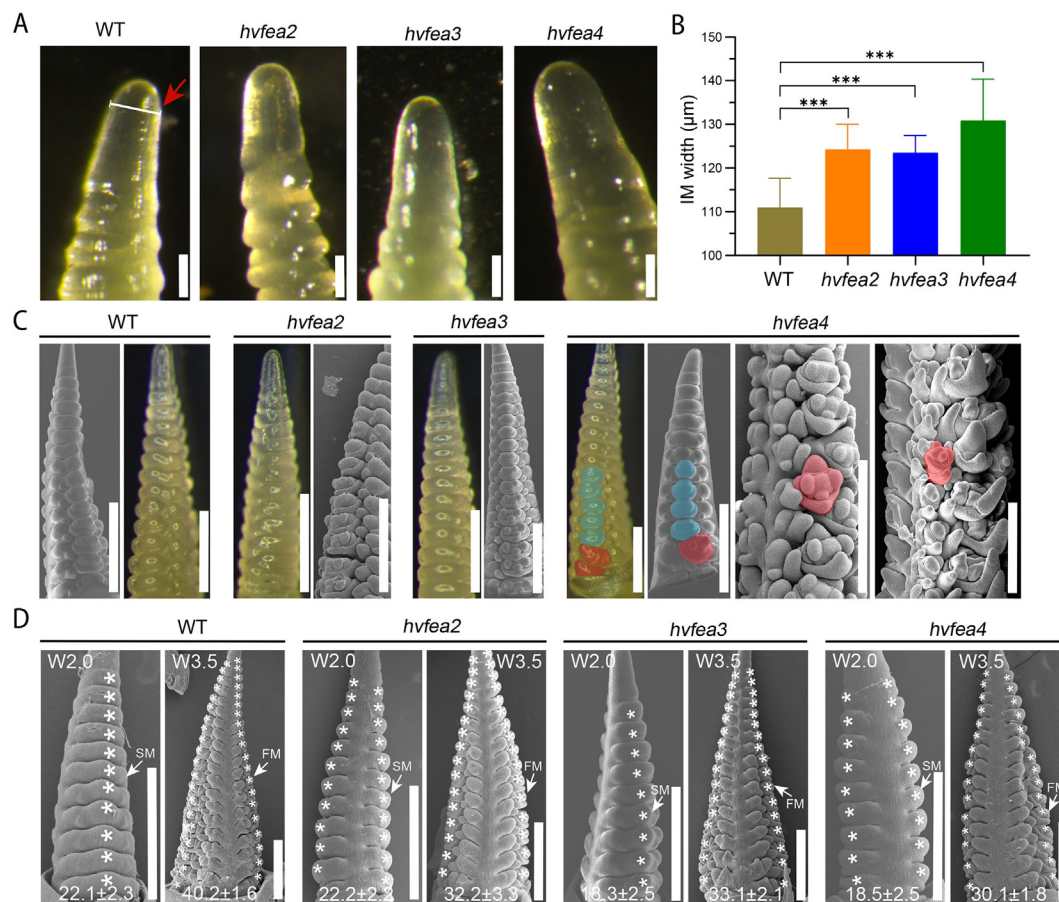 A
WT
hvfea2
hvfea3
hvfea4
B
IM width (µm)
150
140
130
120
110
100
***
***
***
WT
hvfea2
hvfea3
hvfea4
C
WT
hvfea2
hvfea3
hvfea4
D
WT
hvfea2
hvfea3
hvfea4
W2.0
W3.5
W2.0
W3.5
W2.0
W3.5
W2.0
W3.5
SM
FM
SM
FM
SM
FM
SM
FM
22.1±2.3
40.2±1.6
22.2±2.2
32.2±3.3
18.3±2.5
33.1±2.1
18.5±2.5
30.1±1.8